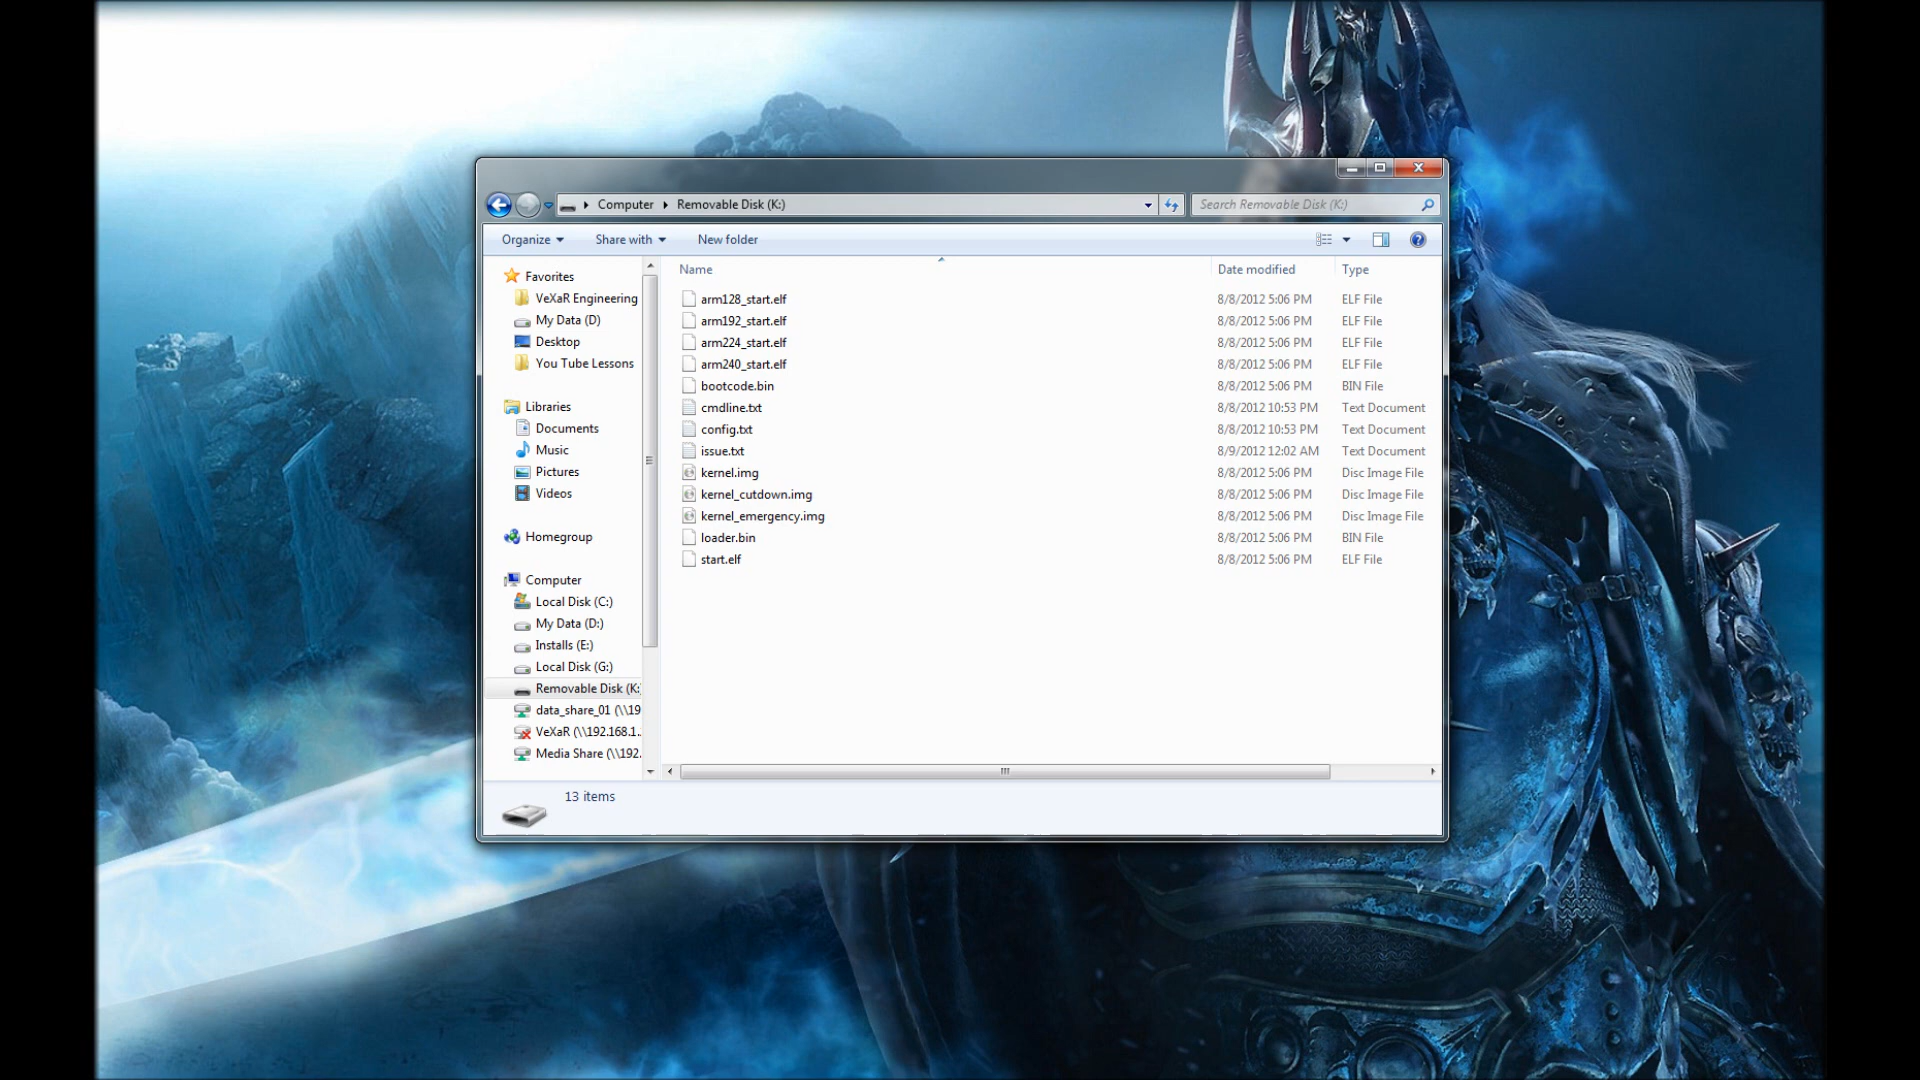 Computer Removable Disk (K:)
Search Removable Disk (K:)
Organize Share with New folder
Favorites
VeXaR Engineering
My Data (D)
Desktop
You Tube Lessons
Libraries
Documents
Music
Pictures
Videos
Homegroup
Computer
Local Disk (C:)
My Data (D:)
Installs (E:)
Local Disk (G:)
Removable Disk (K:
data_share_01 (\\19
VeXaR (\\192.168.1..
Media Share (\\192.
Name Date modified Type
arm128_start.elf 8/8/2012 5:06 PM ELF File
arm192_start.elf 8/8/2012 5:06 PM ELF File
arm224_start.elf 8/8/2012 5:06 PM ELF File
arm240_start.elf 8/8/2012 5:06 PM ELF File
bootcode.bin 8/8/2012 5:06 PM BIN File
cmdline.txt 8/8/2012 10:53 PM Text Document
config.txt 8/8/2012 10:53 PM Text Document
issue.txt 8/9/2012 12:02 AM Text Document
kernel.img 8/8/2012 5:06 PM Disc Image File
kernel_cutdown.img 8/8/2012 5:06 PM Disc Image File
kernel_emergency.img 8/8/2012 5:06 PM Disc Image File
loader.bin 8/8/2012 5:06 PM BIN File
start.elf 8/8/2012 5:06 PM ELF File
13 items